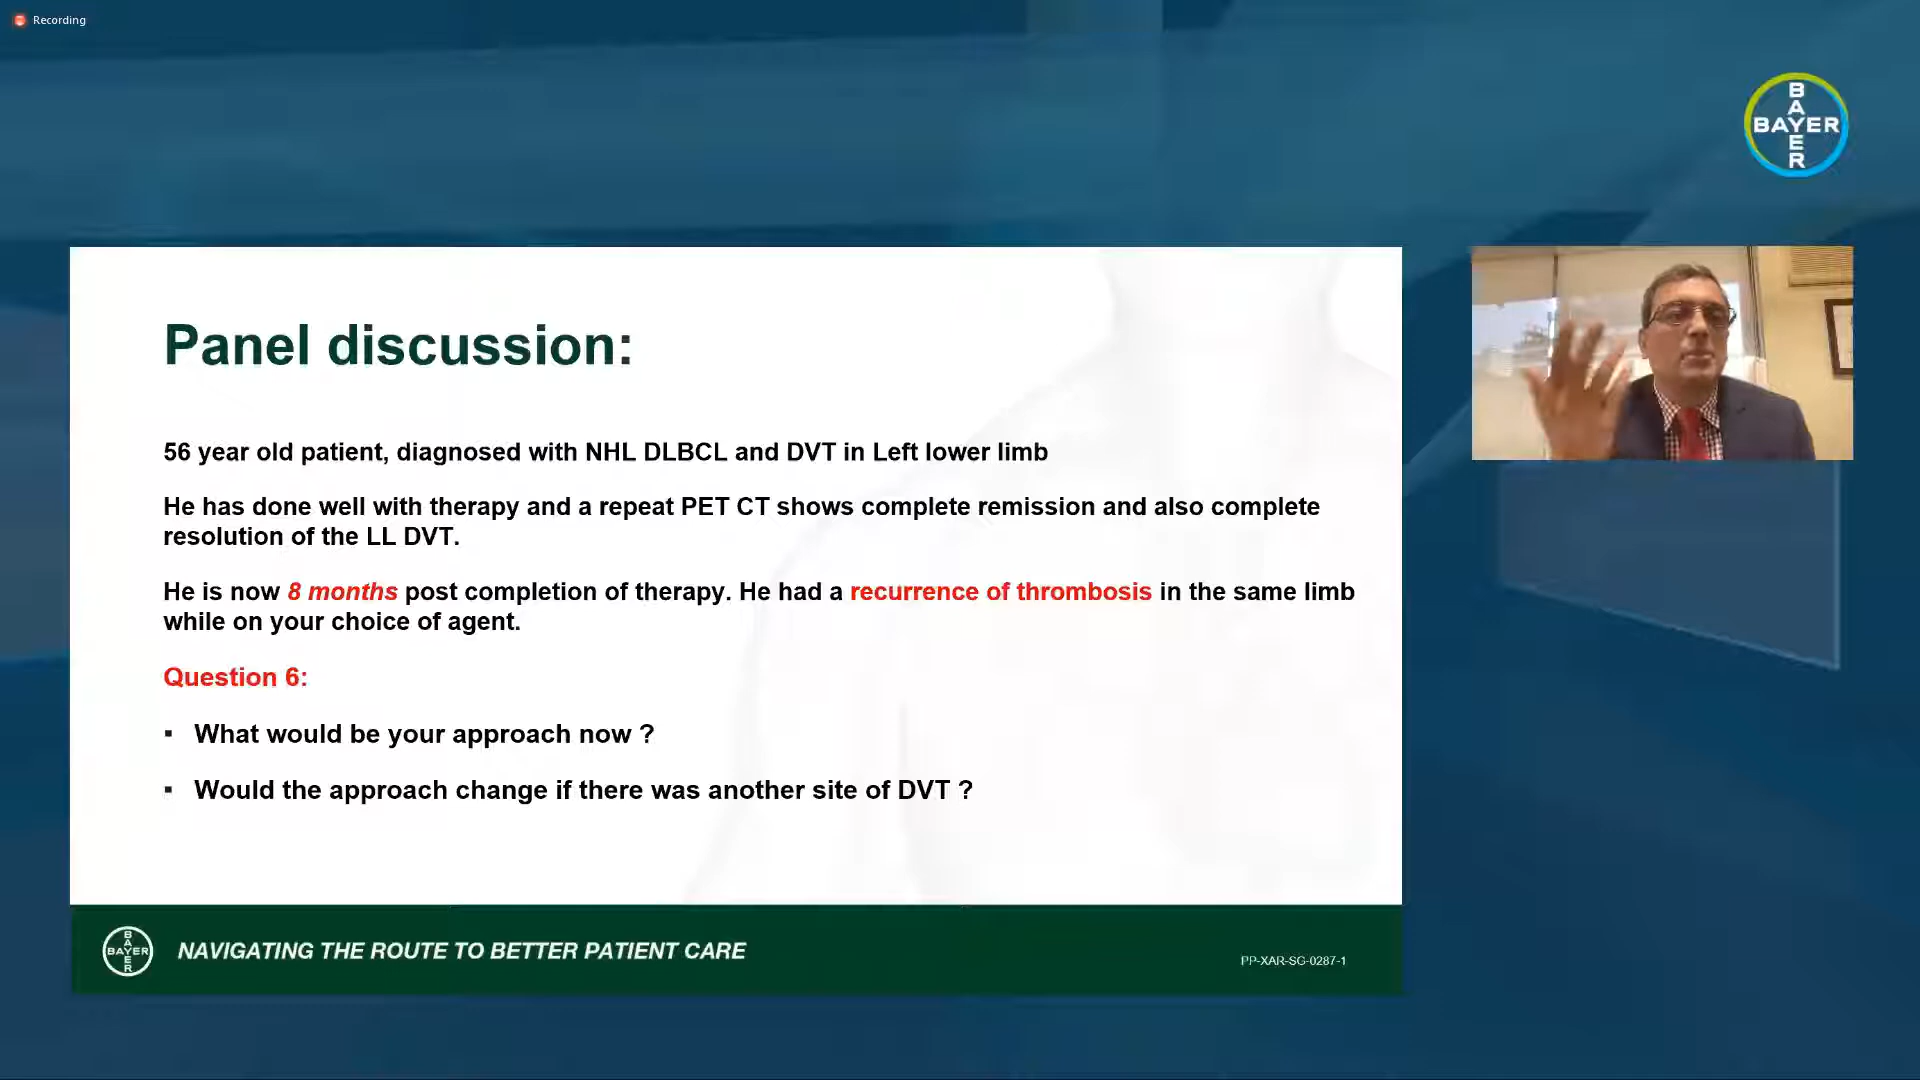 Recording
BAYER
BAYER
Panel discussion:
56 year old patient, diagnosed with NHL DLBCL and DVT in Left lower limb
He has done well with therapy and a repeat PET CT shows complete remission and also complete
resolution of the LL DVT.
He is now 8 months post completion of therapy. He had a recurrence of thrombosis in the same limb
while on your choice of agent.
Question 6:
▪ What would be your approach now ?
▪ Would the approach change if there was another site of DVT ?
BAYER
BAYER
NAVIGATING THE ROUTE TO BETTER PATIENT CARE
PP-XAR-SG-0287-1